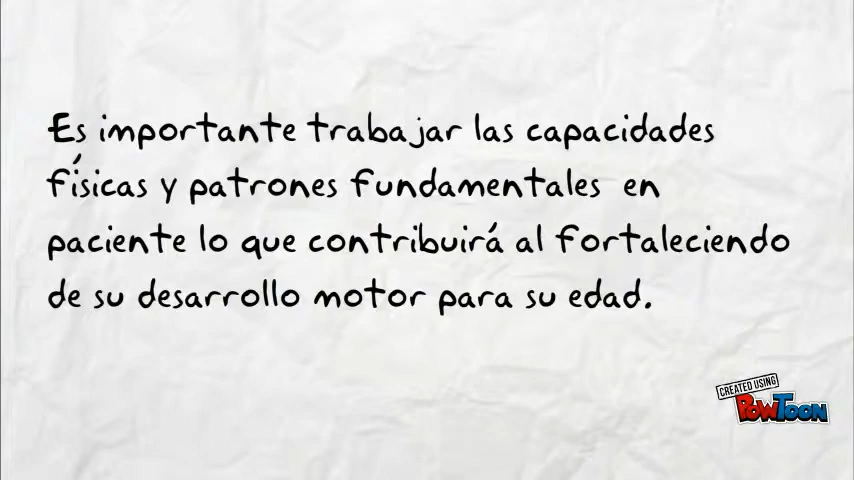 Es importante trabajar las capacidades
físicas y patrones fundamentales en
paciente lo que contribuirá al fortaleciendo
de su desarrollo motor para su edad.
CREATED USING
POWTOON